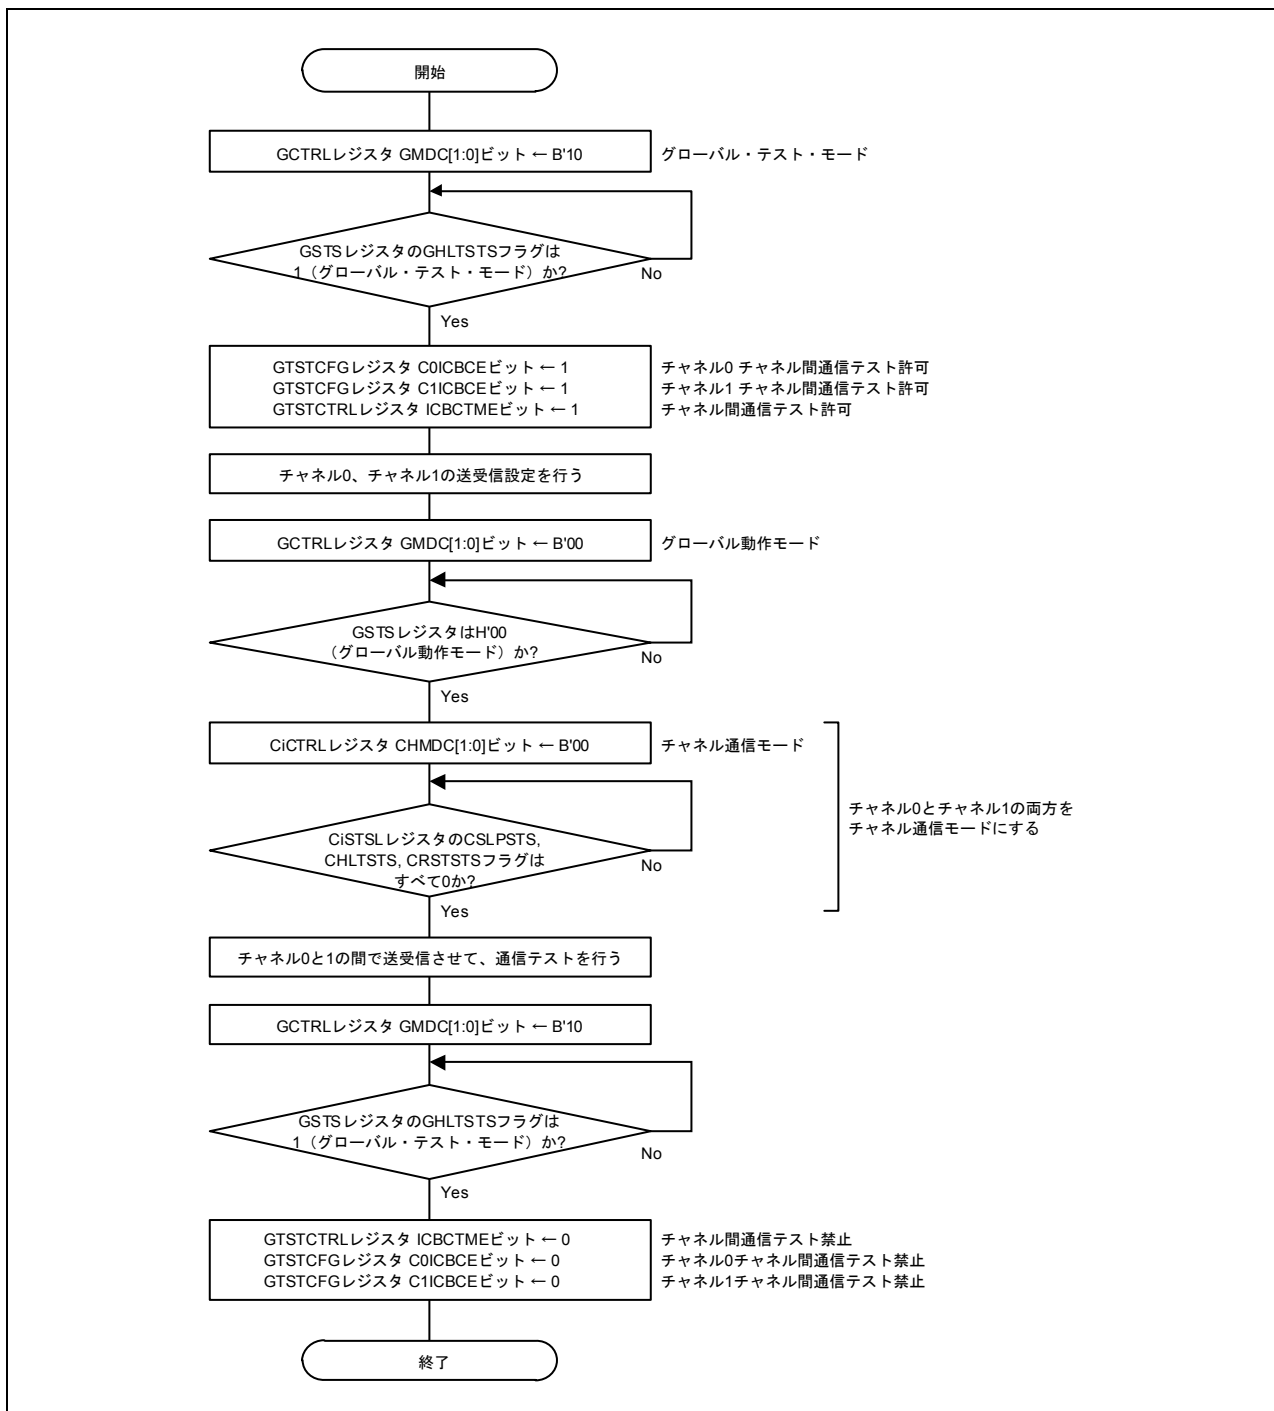 開始
GCTRLレジスタ GMDC[1:0]ビット ← B'10
グローバル・テスト・モード
GSTSレジスタのGHLTSTSフラグは
1（グローバル・テスト・モード）か?
No
Yes
GTSTCFGレジスタ C0ICBCEビット ← 1
チャネル0 チャネル間通信テスト許可
GTSTCFGレジスタ C1ICBCEビット ← 1
チャネル1 チャネル間通信テスト許可
GTSTCTRLレジスタ ICBCTMEビット ← 1
チャネル間通信テスト許可
チャネル0、チャネル1の送受信設定を行う
GCTRLレジスタ GMDC[1:0]ビット ← B'00
グローバル動作モード
GSTSレジスタはH'00
（グローバル動作モード）か?
No
Yes
CiCTRLレジスタ CHMDC[1:0]ビット ← B'00
チャネル通信モード
チャネル0とチャネル1の両方を
チャネル通信モードにする
CiSTSLレジスタのCSLPSTS,
CHLTSTS, CRSTSTSフラグは
すべて0か?
No
Yes
チャネル0と1の間で送受信させて、通信テストを行う
GCTRLレジスタ GMDC[1:0]ビット ← B'10
GSTSレジスタのGHLTSTSフラグは
1（グローバル・テスト・モード）か?
No
Yes
GTSTCTRLレジスタ ICBCTMEビット ← 0
チャネル間通信テスト禁止
GTSTCFGレジスタ C0ICBCEビット ← 0
チャネル0チャネル間通信テスト禁止
GTSTCFGレジスタ C1ICBCEビット ← 0
チャネル1チャネル間通信テスト禁止
終了